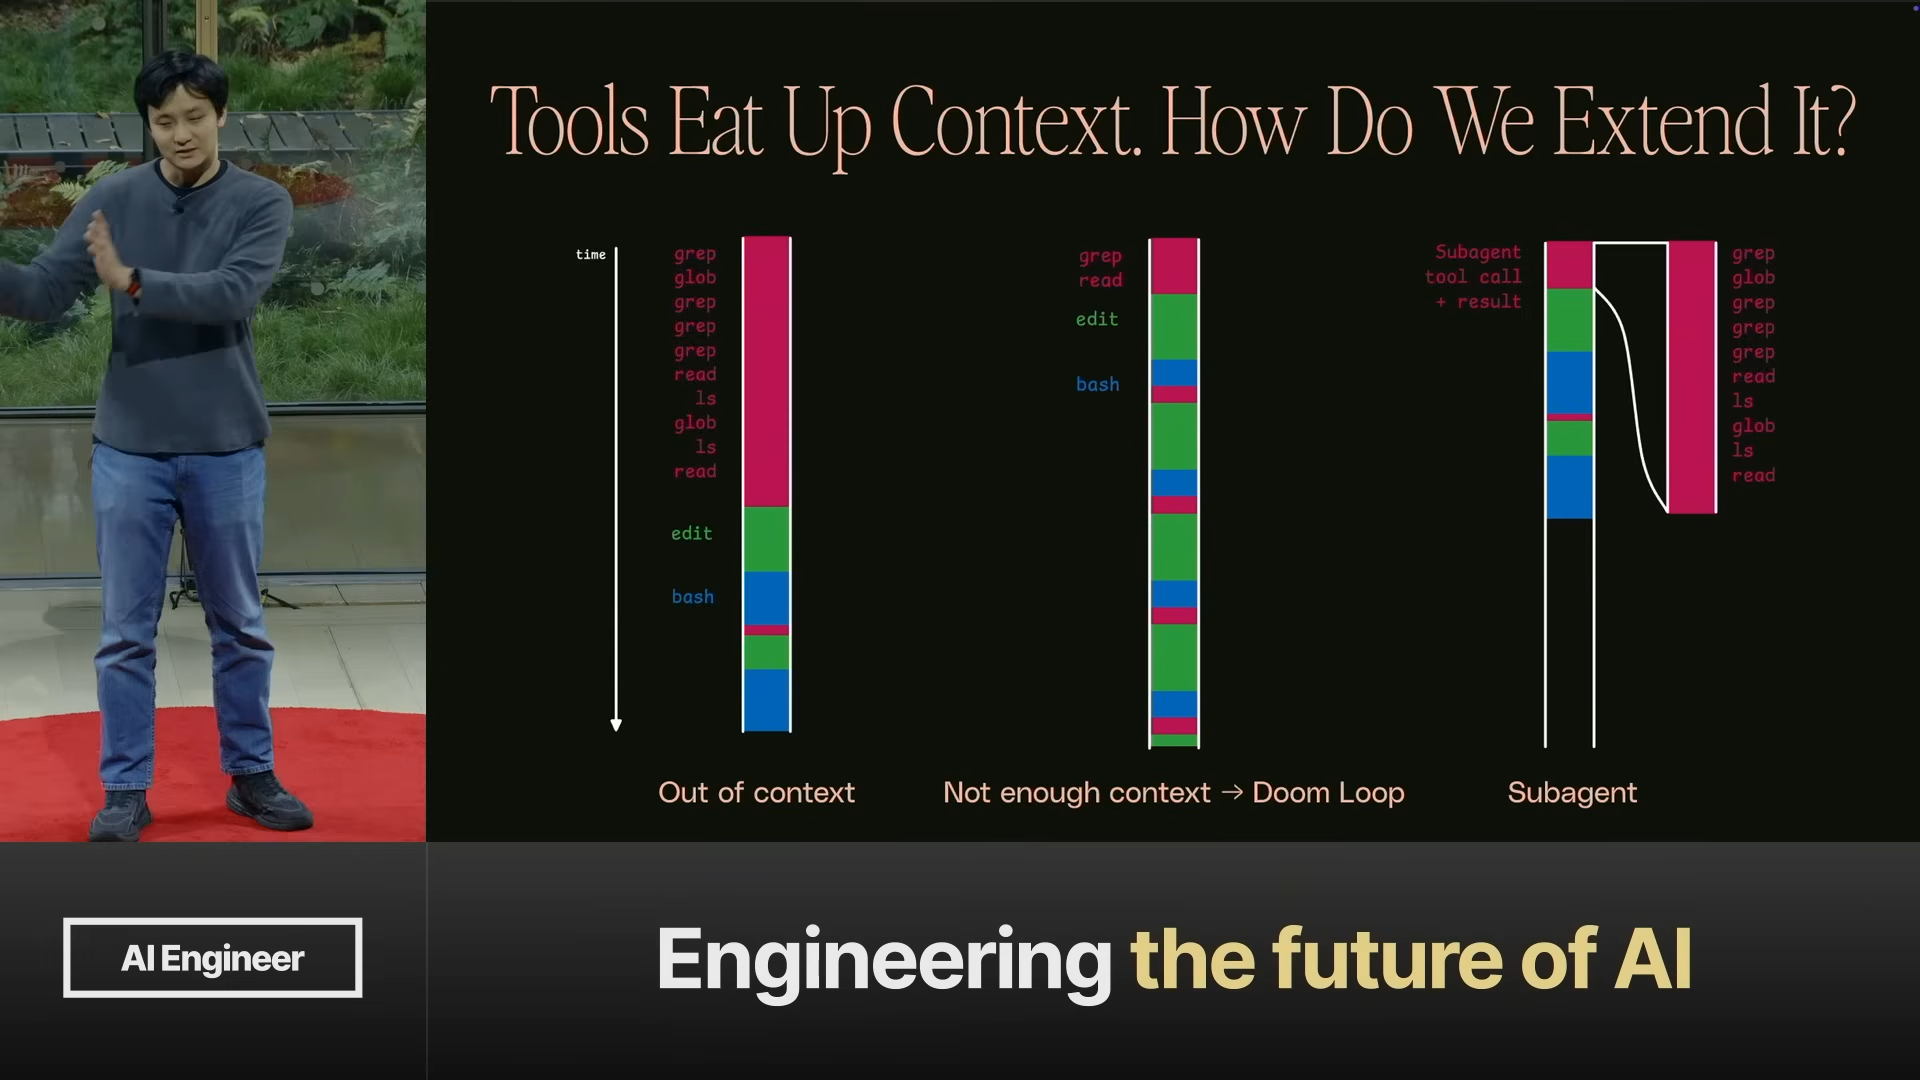 Tools Eat Up Context. How Do We Extend It?
time
grep
glob
grep
grep
grep
read
ls
glob
ls
read
edit
bash
Out of context
grep
read
edit
bash
Not enough context → Doom Loop
Subagent
tool call
+ result
grep
glob
grep
grep
grep
read
ls
glob
ls
read
Subagent
AI Engineer
Engineering the future of AI